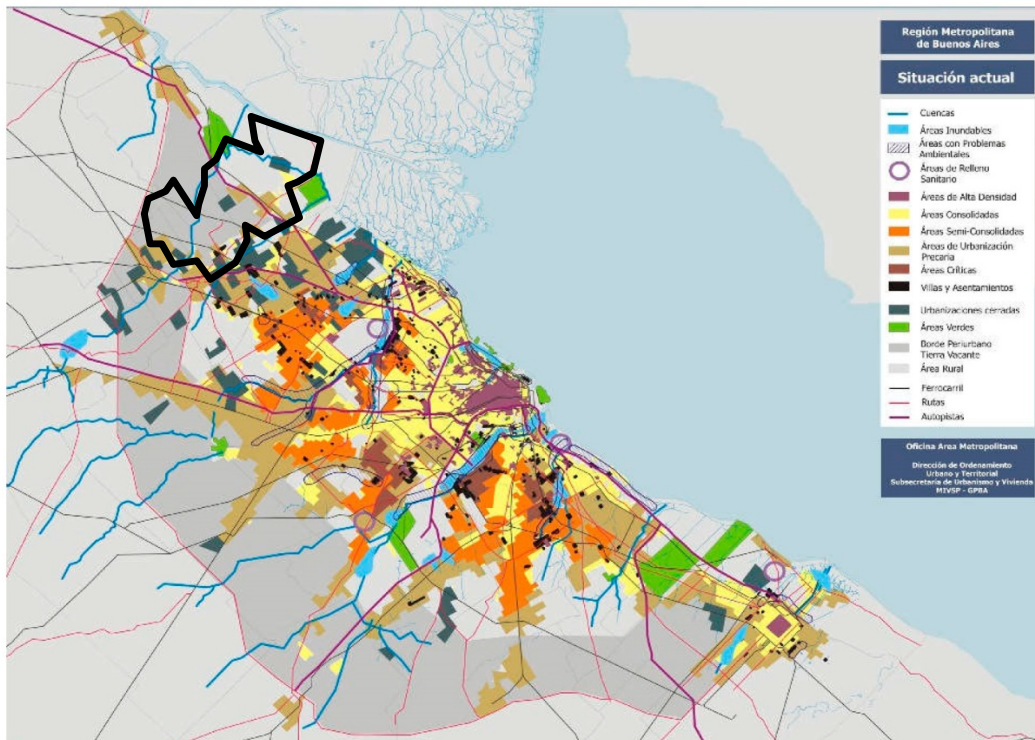 Región Metropolitana
de Buenos Aires
Situación actual
Cuencas
Áreas Inundables
Áreas con Problemas
Ambientales
Áreas de Relleno
Sanitario
Áreas de Alta Densidad
Áreas Consolidadas
Áreas Semi-Consolidadas
Áreas de Urbanización
Precaria
Áreas Críticas
Villas y Asentamientos
Urbanizaciones cerradas
Áreas Verdes
Borde Periurbano
Tierra Vacante
Área Rural
Ferrocarril
Rutas
Autopistas
Oficina Area Metropolitana
Dirección de Ordenamiento
Urbano y Territorial
Subsecretaría de Urbanismo y Vivienda
MIVSP - GPBA